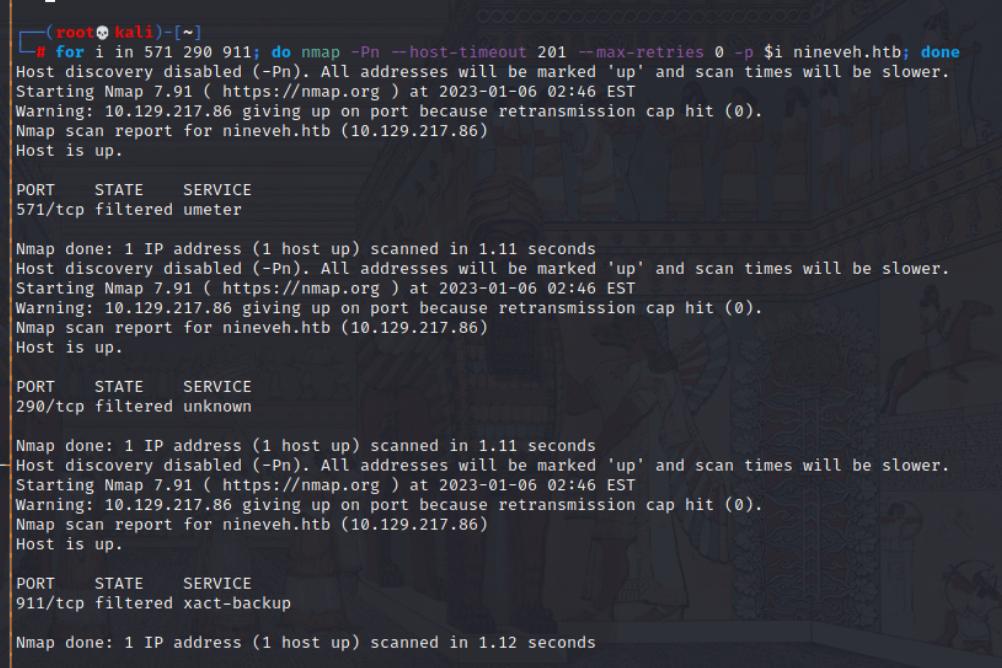 ┌──(root💀kali)-[~]
└─# for i in 571 290 911; do nmap -Pn --host-timeout 201 --max-retries 0 -p $i nineveh.htb; done
Host discovery disabled (-Pn). All addresses will be marked 'up' and scan times will be slower.
Starting Nmap 7.91 ( https://nmap.org ) at 2023-01-06 02:46 EST
Warning: 10.129.217.86 giving up on port because retransmission cap hit (0).
Nmap scan report for nineveh.htb (10.129.217.86)
Host is up.
PORT    STATE    SERVICE
571/tcp filtered umeter
Nmap done: 1 IP address (1 host up) scanned in 1.11 seconds
Host discovery disabled (-Pn). All addresses will be marked 'up' and scan times will be slower.
Starting Nmap 7.91 ( https://nmap.org ) at 2023-01-06 02:46 EST
Warning: 10.129.217.86 giving up on port because retransmission cap hit (0).
Nmap scan report for nineveh.htb (10.129.217.86)
Host is up.
PORT    STATE    SERVICE
290/tcp filtered unknown
Nmap done: 1 IP address (1 host up) scanned in 1.11 seconds
Host discovery disabled (-Pn). All addresses will be marked 'up' and scan times will be slower.
Starting Nmap 7.91 ( https://nmap.org ) at 2023-01-06 02:46 EST
Warning: 10.129.217.86 giving up on port because retransmission cap hit (0).
Nmap scan report for nineveh.htb (10.129.217.86)
Host is up.
PORT    STATE    SERVICE
911/tcp filtered xact-backup
Nmap done: 1 IP address (1 host up) scanned in 1.12 seconds